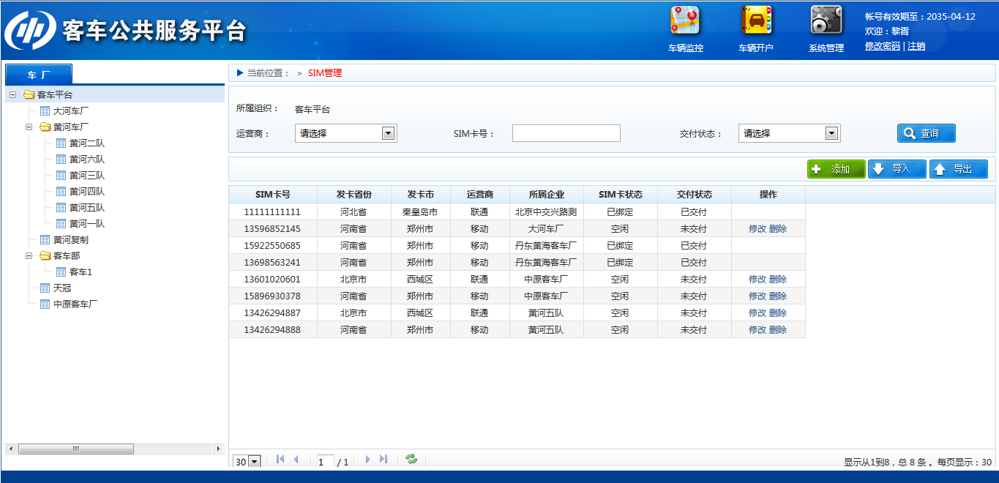 客车公共服务平台
车辆监控
车辆开户
系统管理
帐号有效期至：2035-04-12
欢迎：黎霄
修改密码 | 注销
车 厂
客车平台
大河车厂
黄河车厂
黄河二队
黄河六队
黄河三队
黄河四队
黄河五队
黄河一队
黄河复制
客车部
客车1
天冠
中原客车厂
当前位置： > SIM管理
所属组织： 客车平台
运营商： 请选择 SIM卡号： 交付状态： 请选择 查询
添加 导入 导出
SIM卡号 发卡省份 发卡市 运营商 所属企业 SIM卡状态 交付状态 操作
11111111111 河北省 秦皇岛市 联通 北京中交兴路测 已绑定 已交付
13596852145 河南省 郑州市 移动 大河车厂 空闲 未交付 修改 删除
15922550685 河南省 郑州市 移动 丹东黄海客车厂 已绑定 已交付
13698563241 河南省 郑州市 移动 丹东黄海客车厂 已绑定 已交付
13601020601 北京市 西城区 联通 中原客车厂 空闲 未交付 修改 删除
15896930378 河南省 郑州市 移动 中原客车厂 空闲 未交付 修改 删除
13426294887 北京市 西城区 联通 黄河五队 空闲 未交付 修改 删除
13426294888 河南省 郑州市 移动 黄河五队 空闲 未交付 修改 删除
30 1 / 1 显示从1到8，总 8 条 。每页显示：30